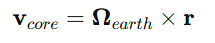 v_core = Ω_earth × r